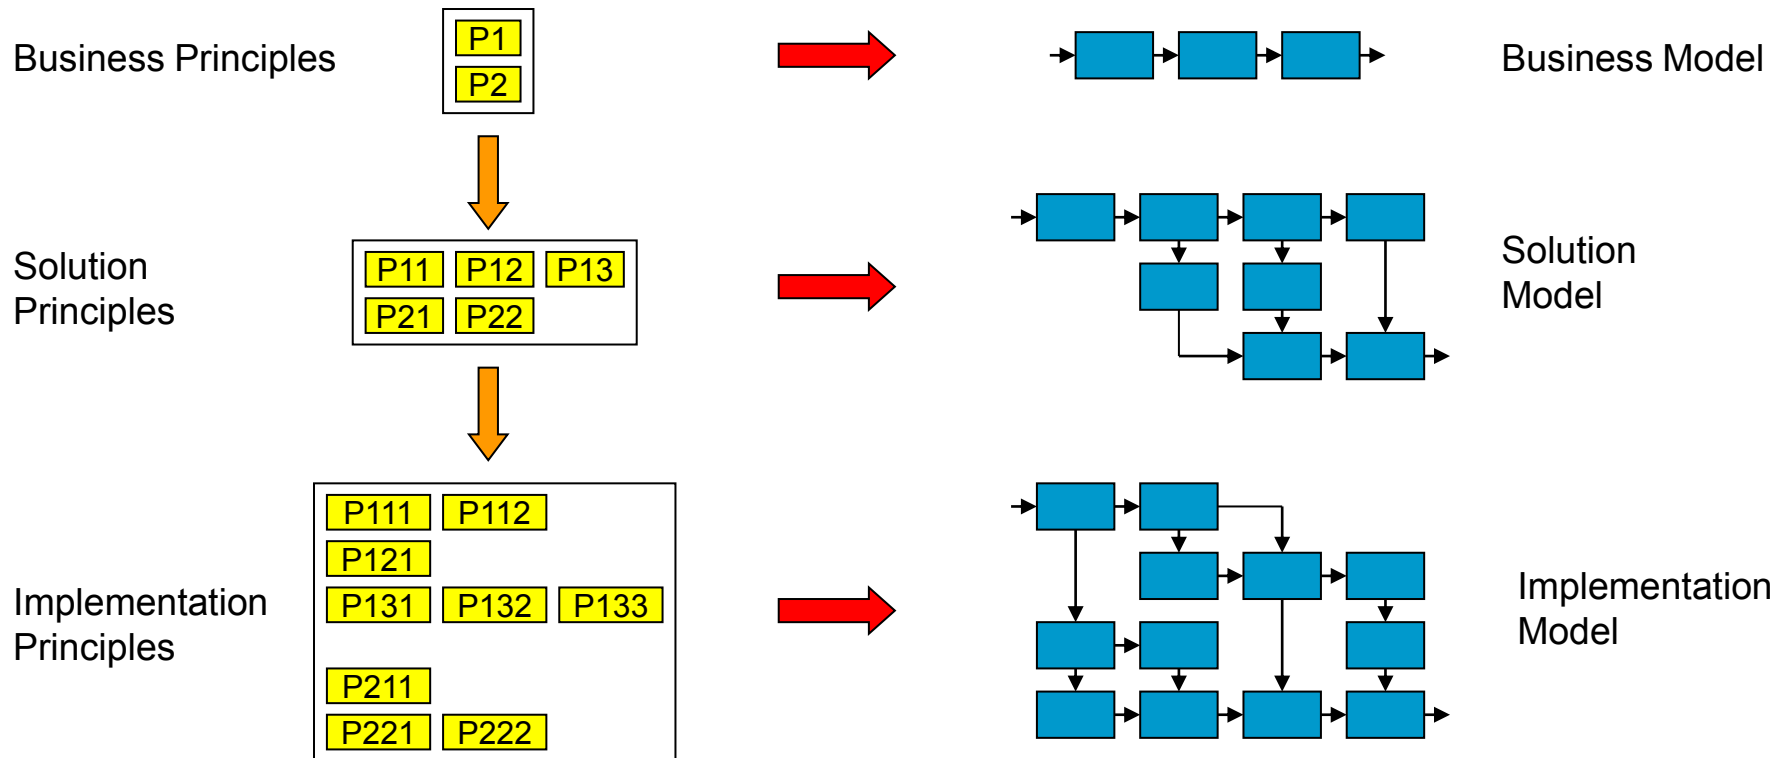 Business Principles
P1
P2
Business Model
Solution
Principles
P11 P12 P13
P21 P22
Solution
Model
Implementation
Principles
P111 P112
P121
P131 P132 P133
P211
P221 P222
Implementation
Model